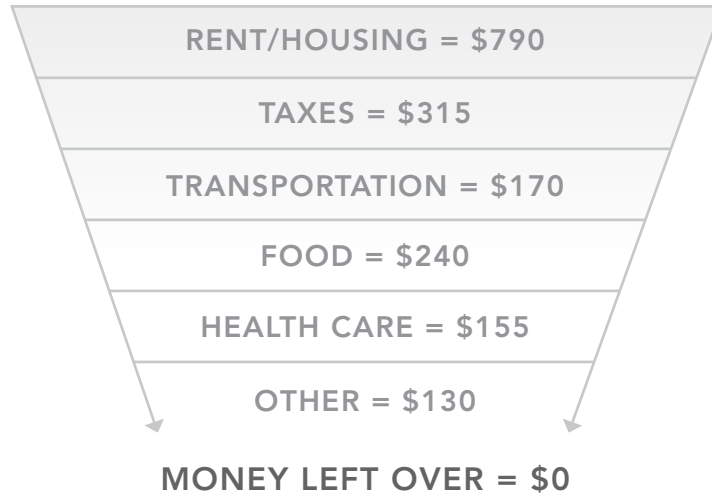 RENT/HOUSING = $790
TAXES = $315
TRANSPORTATION = $170
FOOD = $240
HEALTH CARE = $155
OTHER = $130
MONEY LEFT OVER = $0